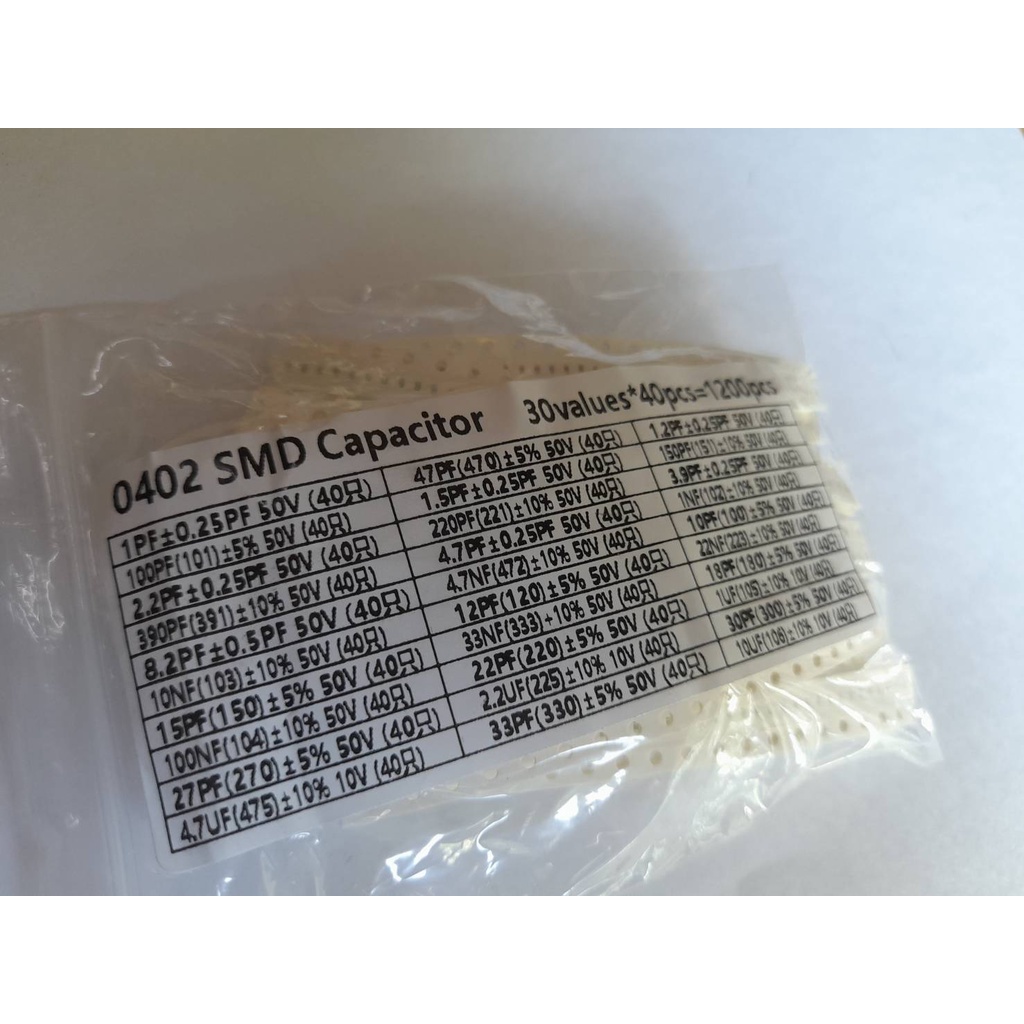 0402 SMD Capacitor 30values*40pcs=1200pcs
1PF±0.25PF 50V (40只)
100PF(101)±5% 50V (40只)
2.2PF±0.25PF 50V (40只)
390PF(391)±10% 50V (40只)
8.2PF±0.5PF 50V (40只)
10NF(103)±10% 50V (40只)
15PF(150)±5% 50V (40只)
100NF(104)±10% 50V (40只)
27PF(270)±5% 50V (40只)
4.7UF(475)±10% 10V (40只)
47PF(470)±5% 50V (40只)
1.5PF±0.25PF 50V (40只)
220PF(221)±10% 50V (40只)
4.7PF±0.25PF 50V (40只)
4.7NF(472)±10% 50V (40只)
12PF(120)±5% 50V (40只)
33NF(333)+10% 50V (40只)
22PF(220)±5% 50V (40只)
2.2UF(225)±10% 10V (40只)
33PF(330)±5% 50V (40只)
1.2PF±0.25PF 50V (40只)
150PF(151)±10% 50V (40只)
3.9PF±0.25PF 50V (40只)
1NF(102)±10% 50V (40只)
10PF(100)±5% 50V (40只)
22NF(223)±10% 50V (40只)
18PF(180)±5% 50V (40只)
1UF(105)±10% 10V (40只)
30PF(300)±5% 50V (40只)
10UF(106)±10% 10V (40只)